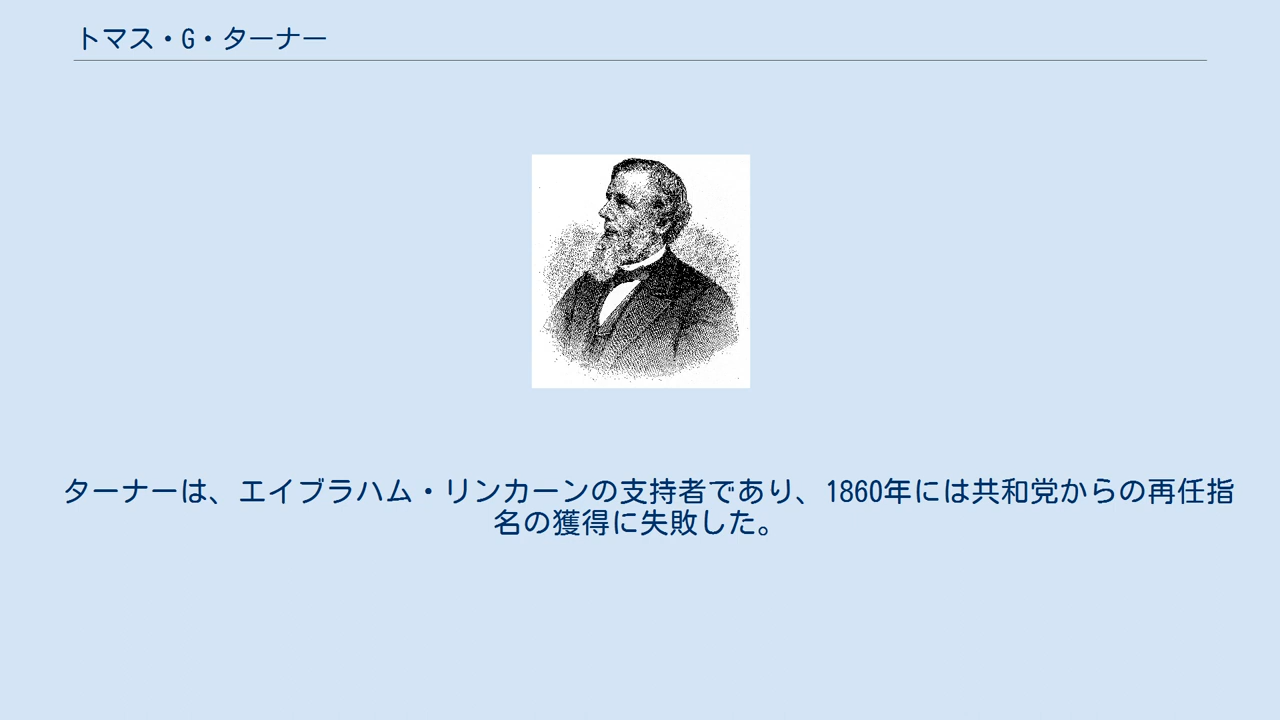 トマス・G・ターナー
ターナーは、エイブラハム・リンカーンの支持者であり、1860年には共和党からの再任指
名の獲得に失敗した。